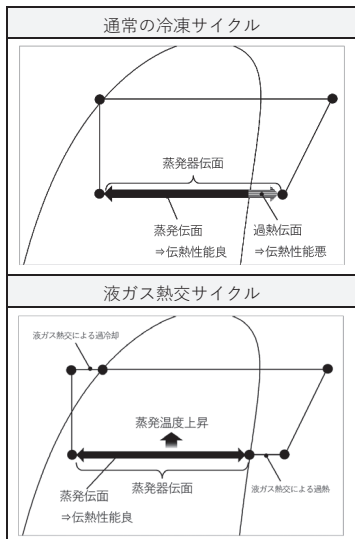 通常の冷凍サイクル
蒸発器伝面
蒸発伝面
⇒伝熱性能良
過熱伝面
⇒伝熱性能悪
液ガス熱交サイクル
液ガス熱交による過冷却
蒸発温度上昇
蒸発器伝面
蒸発伝面
⇒伝熱性能良
液ガス熱交による過熱